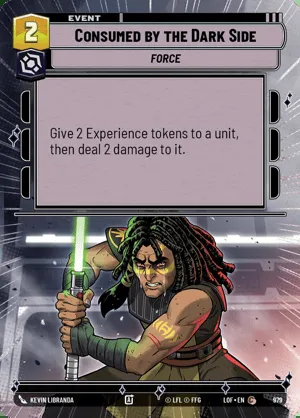 EVENT
2
CONSUMED BY THE DARK SIDE
FORCE
Give 2 Experience tokens to a unit,
then deal 2 damage to it.
KEVIN LIBRANDA
© LFL © FFG
LOF • EN
979